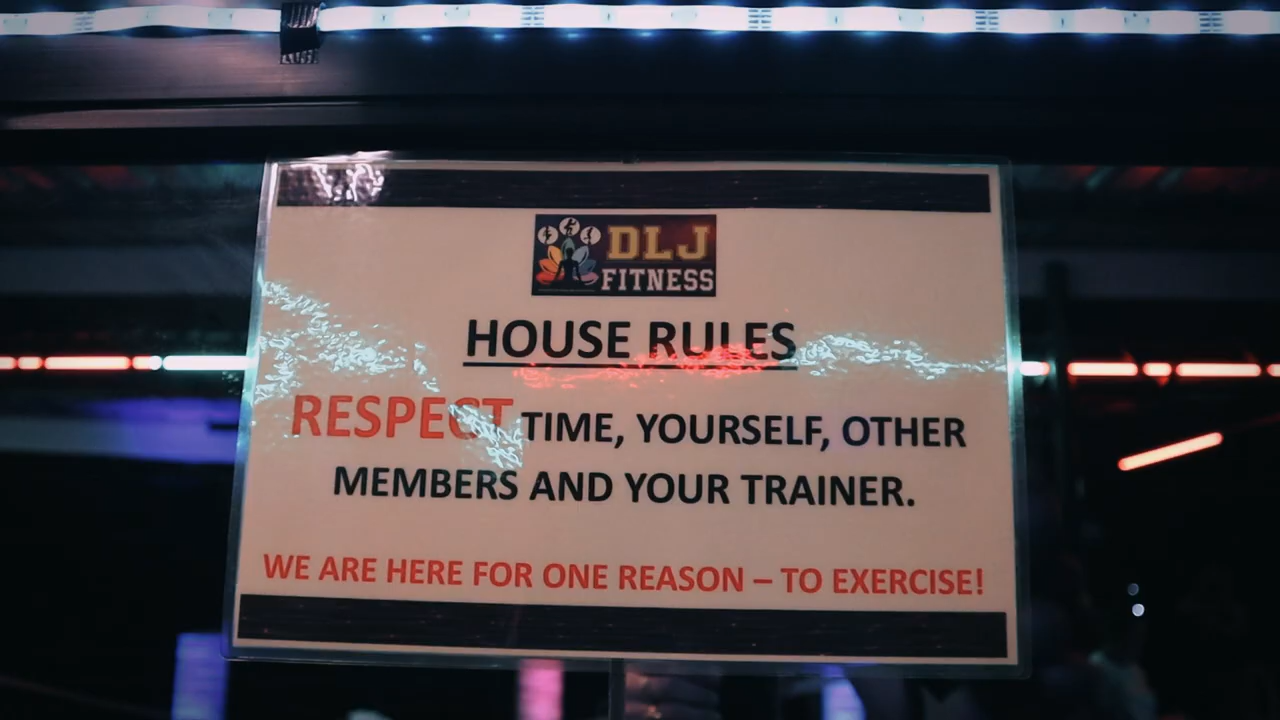 DLJ
FITNESS
HOUSE RULES
RESPECT TIME, YOURSELF, OTHER
MEMBERS AND YOUR TRAINER.
WE ARE HERE FOR ONE REASON – TO EXERCISE!